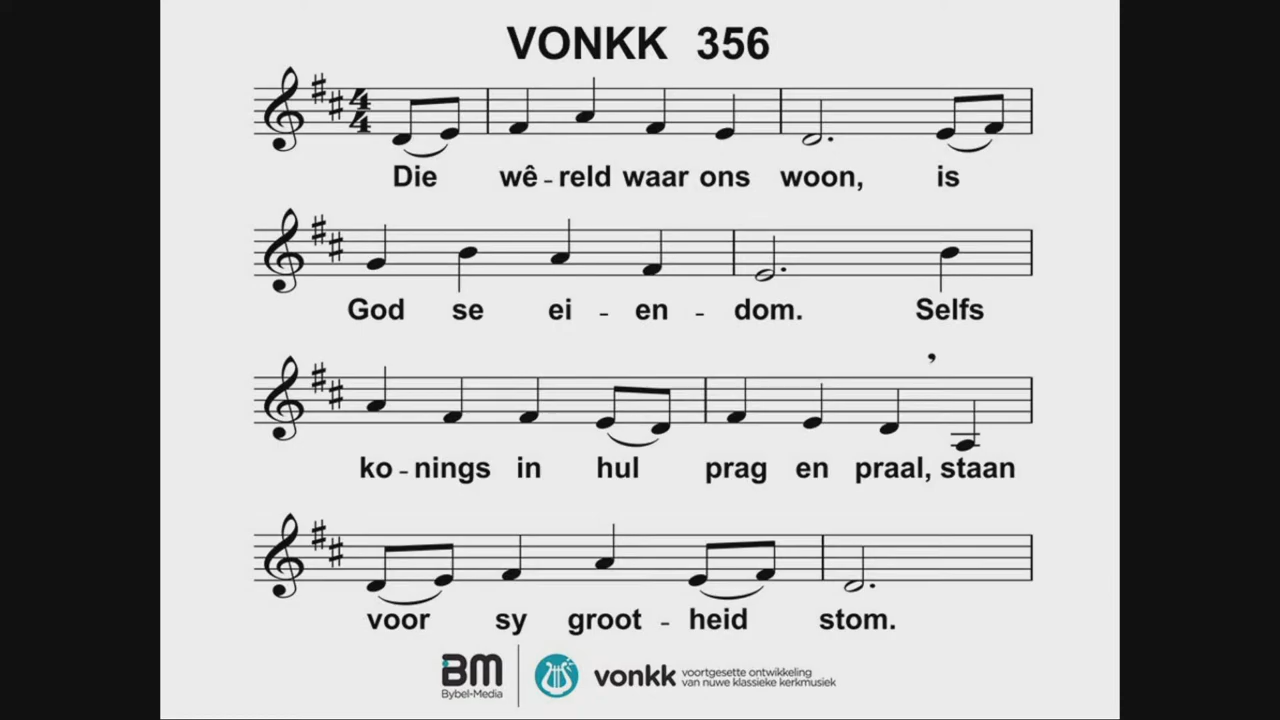 VONKK 356
4
4
Die wê - reld waar ons woon, is
God se ei - en - dom. Selfs
ko - nings in hul prag en praal, staan
voor sy groot - heid stom.
BM
Bybel-Media
vonkk
voortgesette ontwikkeling
van nuwe klassieke kerkmusiek